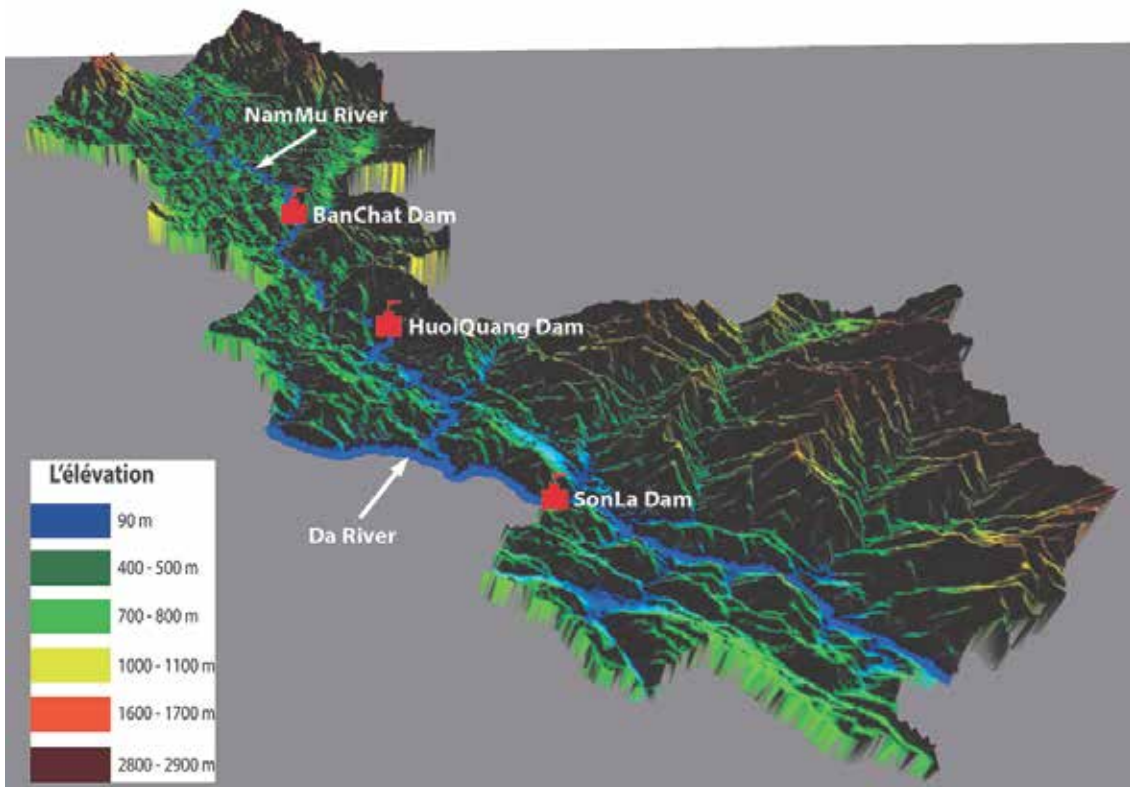 NamMu River
BanChat Dam
HuoiQuang Dam
SonLa Dam
Da River
L'élévation
90 m
400 - 500 m
700 - 800 m
1000 - 1100 m
1600 - 1700 m
2800 - 2900 m